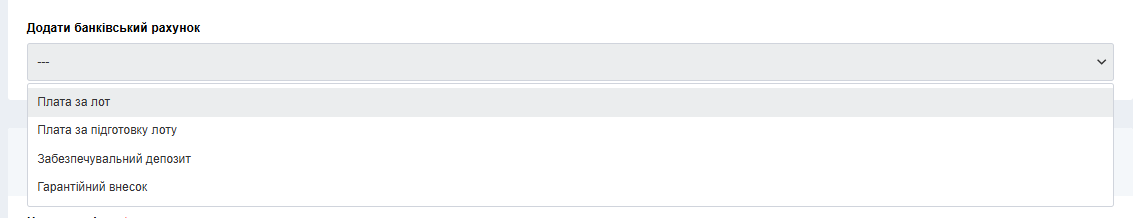 Додати банківський рахунок
---
Плата за лот
Плата за підготовку лоту
Забезпечувальний депозит
Гарантійний внесок